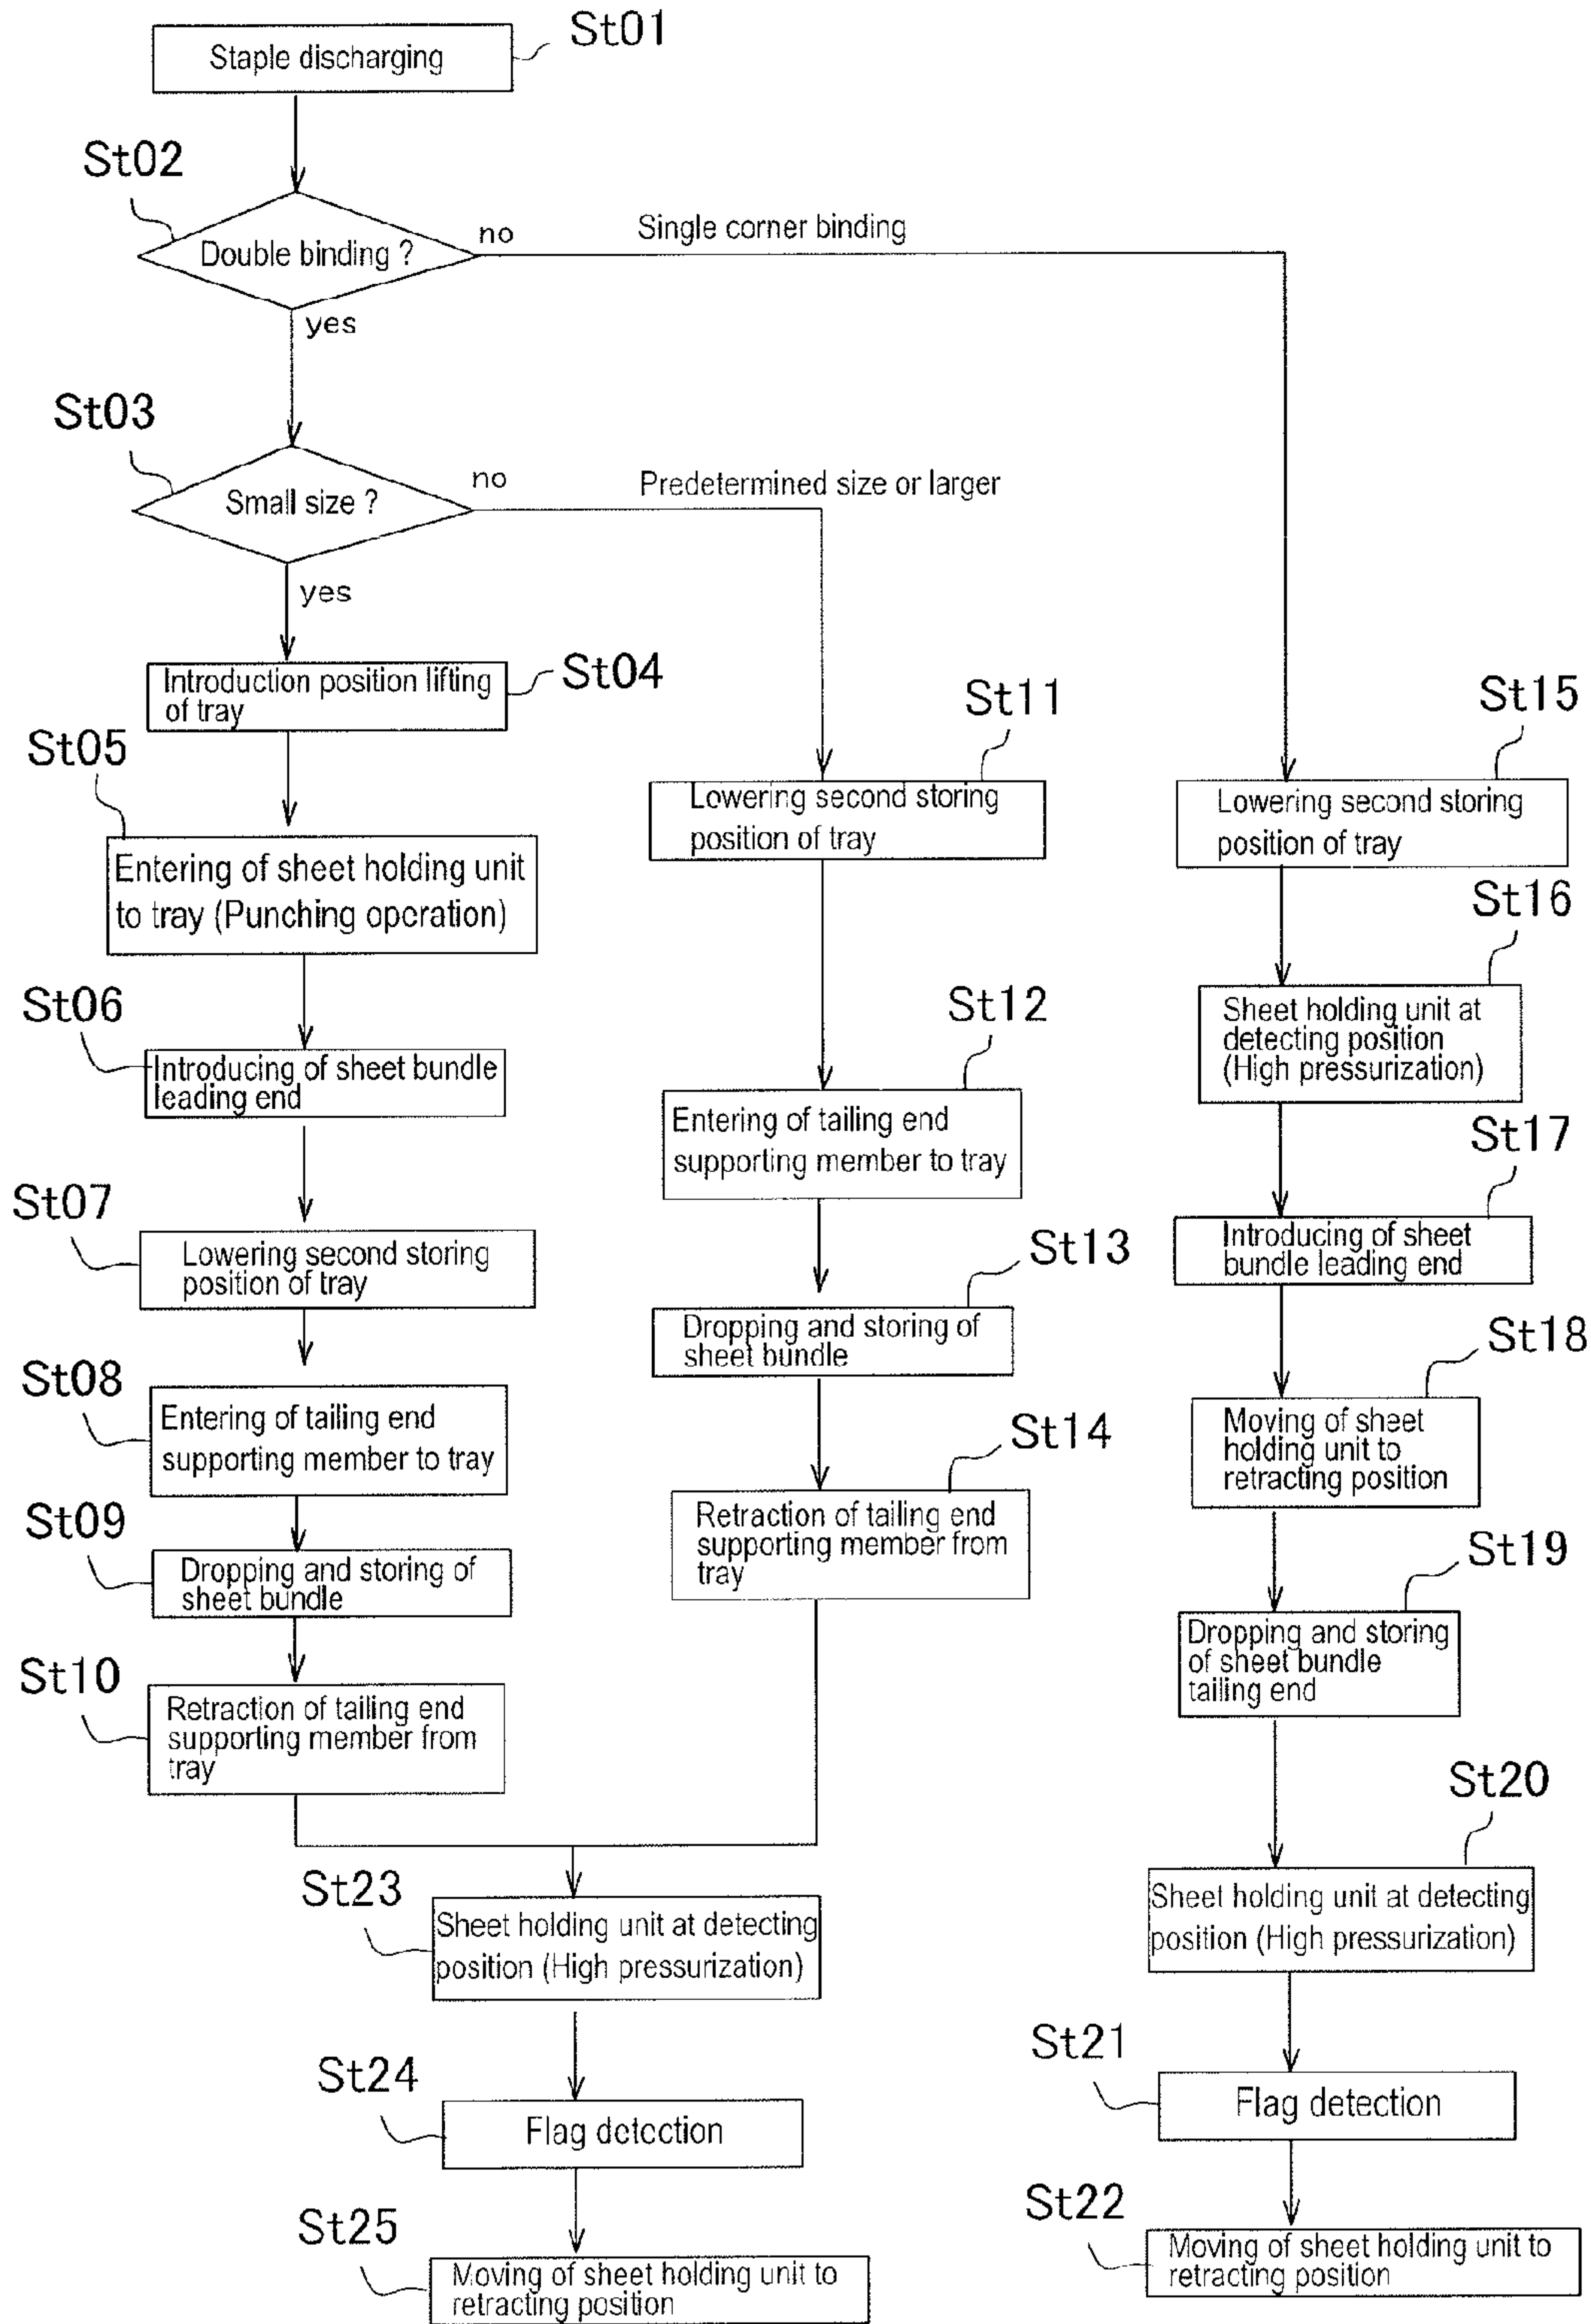 St01
Staple discharging
St02
Double binding ?
no
Single corner binding
yes
St03
Small size ?
no
Predetermined size or larger
yes
St04
Introduction position lifting
of tray
St05
Entering of sheet holding unit
to tray (Punching operation)
St06
Introducing of sheet bundle
leading end
St07
Lowering second storing
position of tray
St08
Entering of tailing end
supporting member to tray
St09
Dropping and storing of
sheet bundle
St10
Retraction of tailing end
supporting member from
tray
St11
Lowering second storing
position of tray
St12
Entering of tailing end
supporting member to tray
St13
Dropping and storing of
sheet bundle
St14
Retraction of tailing end
supporting member from
tray
St15
Lowering second storing
position of tray
St16
Sheet holding unit at
detecting position
(High pressurization)
St17
Introducing of sheet
bundle leading end
St18
Moving of sheet
holding unit to
retracting position
St19
Dropping and storing
of sheet bundle
tailing end
St20
Sheet holding unit at detecting
position (High pressurization)
St21
Flag detection
St22
Moving of sheet holding unit to
retracting position
St23
Sheet holding unit at detecting
position (High pressurization)
St24
Flag detection
St25
Moving of sheet holding unit to
retracting position